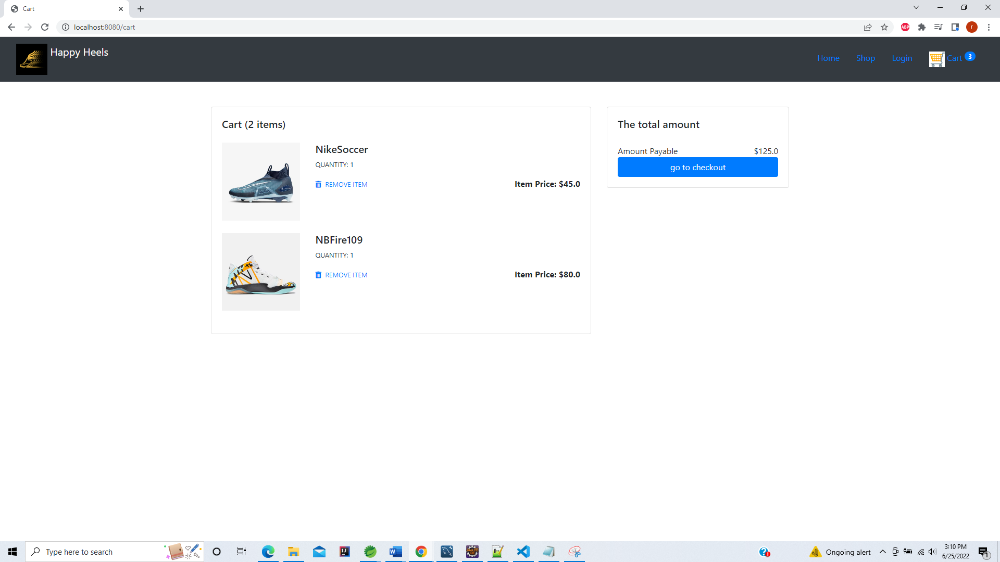 Cart
localhost:8080/cart
ABP
r
Happy Heels
Home
Shop
Login
Cart 3
Cart (2 items)
NikeSoccer
QUANTITY: 1
REMOVE ITEM
Item Price: $45.0
NBFire109
QUANTITY: 1
REMOVE ITEM
Item Price: $80.0
The total amount
Amount Payable $125.0
go to checkout
Type here to search
Ongoing alert
3:10 PM
6/25/2022
1